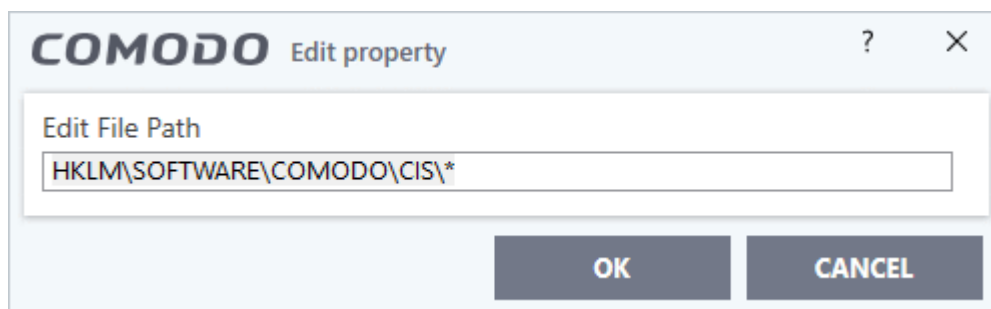 COMODO Edit property ? ×
Edit File Path
HKLM\SOFTWARE\COMODO\CIS\*
OK CANCEL